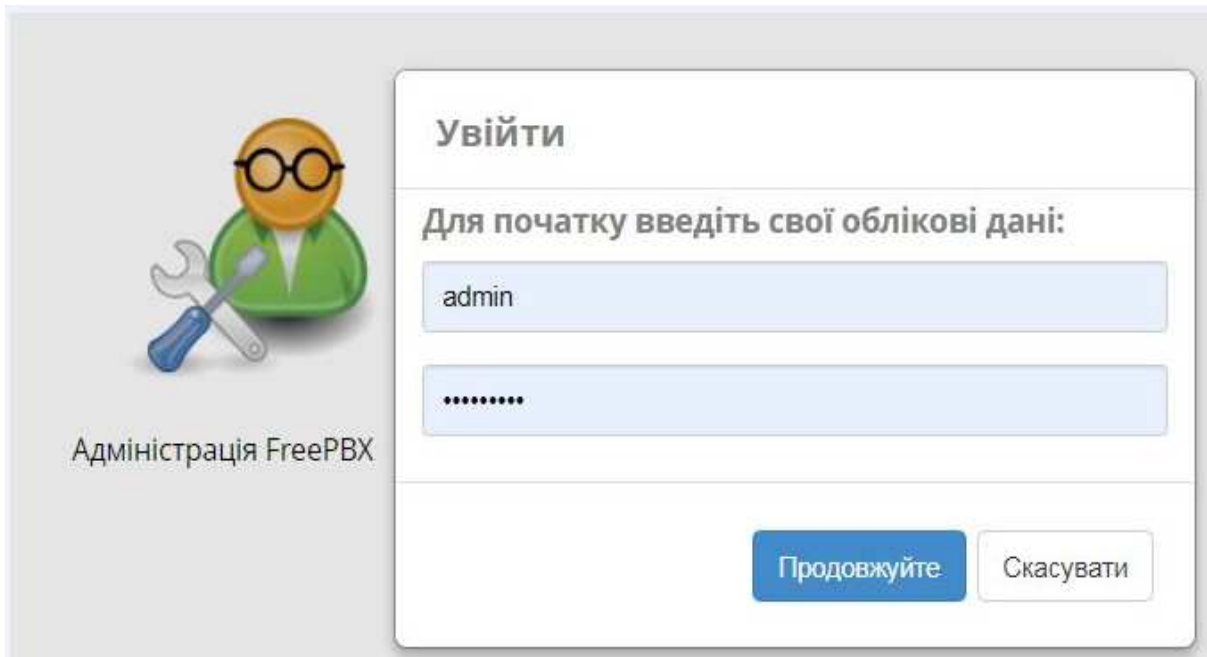 Увійти
Для початку введіть свої облікові дані:
admin
•••••••••
Адміністрація FreePBX
Продовжуйте
Скасувати